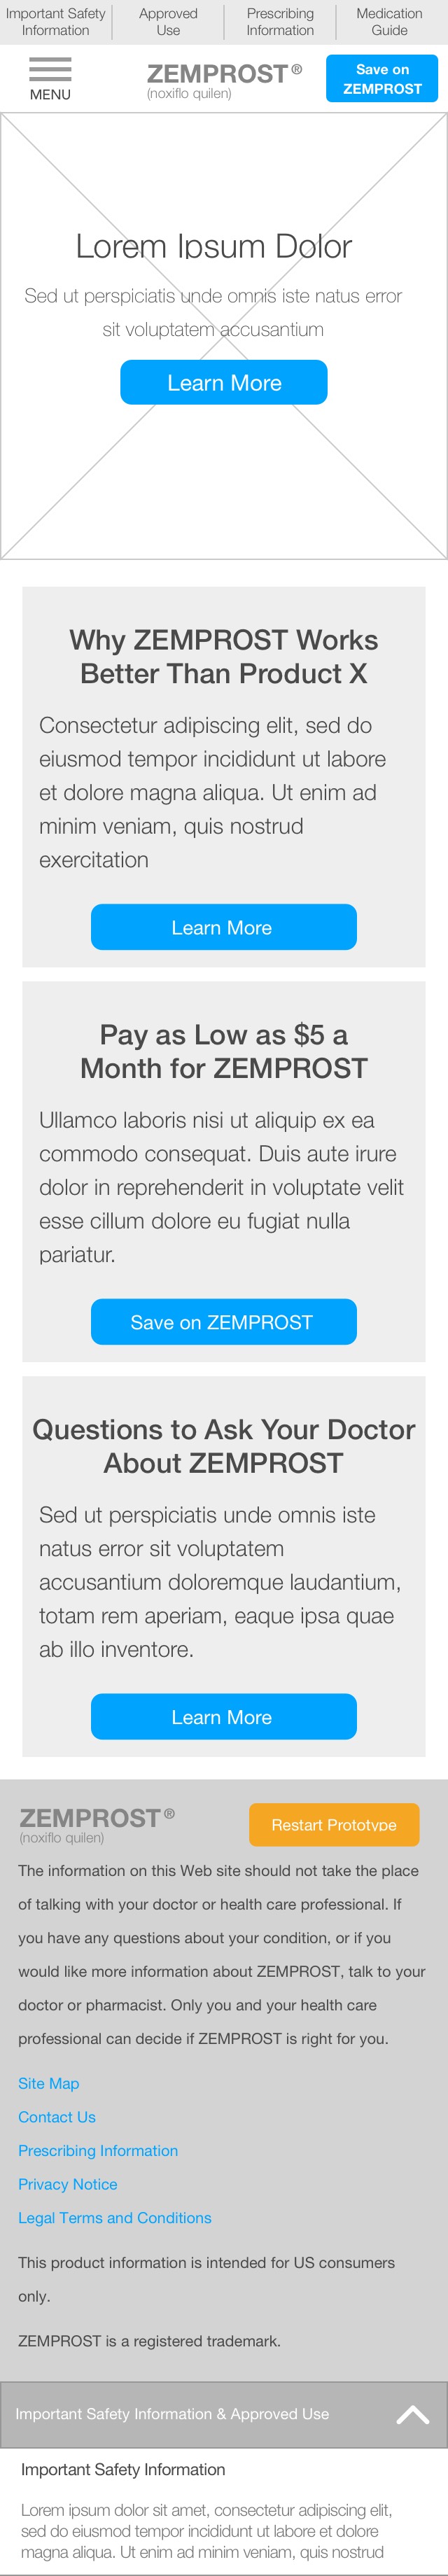 Important Safety
Information
Approved
Use
Prescribing
Information
Medication
Guide
MENU
ZEMPROST®
(noxiflo quilen)
Save on
ZEMPROST
Lorem Ipsum Dolor
Sed ut perspiciatis unde omnis iste natus error
sit voluptatem accusantium
Learn More
Why ZEMPROST Works
Better Than Product X
Consectetur adipiscing elit, sed do
eiusmod tempor incididunt ut labore
et dolore magna aliqua. Ut enim ad
minim veniam, quis nostrud
exercitation
Learn More
Pay as Low as $5 a
Month for ZEMPROST
Ullamco laboris nisi ut aliquip ex ea
commodo consequat. Duis aute irure
dolor in reprehenderit in voluptate velit
esse cillum dolore eu fugiat nulla
pariatur.
Save on ZEMPROST
Questions to Ask Your Doctor
About ZEMPROST
Sed ut perspiciatis unde omnis iste
natus error sit voluptatem
accusantium doloremque laudantium,
totam rem aperiam, eaque ipsa quae
ab illo inventore.
Learn More
ZEMPROST®
(noxiflo quilen)
Restart Prototype
The information on this Web site should not take the place
of talking with your doctor or health care professional. If
you have any questions about your condition, or if you
would like more information about ZEMPROST, talk to your
doctor or pharmacist. Only you and your health care
professional can decide if ZEMPROST is right for you.
Site Map
Contact Us
Prescribing Information
Privacy Notice
Legal Terms and Conditions
This product information is intended for US consumers
only.
ZEMPROST is a registered trademark.
Important Safety Information & Approved Use
Important Safety Information
Lorem ipsum dolor sit amet, consectetur adipiscing elit,
sed do eiusmod tempor incididunt ut labore et dolore
magna aliqua. Ut enim ad minim veniam, quis nostrud